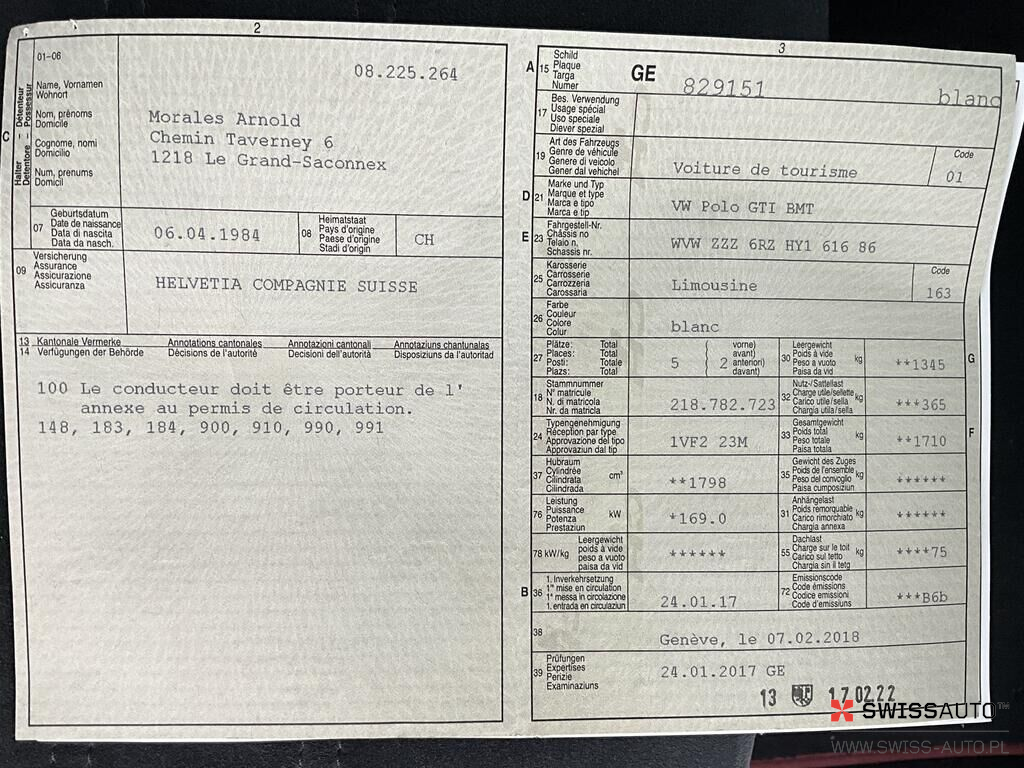 2
01-06
08.225.264
C
Halter – Détenteur
Detentore – Possessur
Name, Vornamen
Wohnort
Nom, prénoms
Domicile
Cognome, nomi
Domicilio
Num, prenums
Domicil
Morales Arnold
Chemin Taverney 6
1218 Le Grand-Saconnex
07
Geburtsdatum
Date de naissance
Data di nascita
Data da nasch.
06.04.1984
08
Heimatstaat
Pays d'origine
Paese d'origine
Stadi d'origin
CH
09
Versicherung
Assurance
Assicurazione
Assicuranza
HELVETIA COMPAGNIE SUISSE
13 Kantonale Vermerke Annotations cantonales Annotazioni cantonali Annotaziuns chantunalas
14 Verfügungen der Behörde Décisions de l'autorité Decisioni dell'autorità Disposiziuns da l'autoritad
100 Le conducteur doit être porteur de l'
annexe au permis de circulation.
148, 183, 184, 900, 910, 990, 991
3
A 15
Schild
Plaque
Targa
Numer
GE 829151 blanc
17
Bes. Verwendung
Usage spécial
Uso speciale
Diever spezial
19
Art des Fahrzeugs
Genre de véhicule
Genere di veicolo
Gener dal vehichel
Voiture de tourisme
Code
01
D 21
Marke und Typ
Marque et type
Marca e tipo
Marca e tip
VW Polo GTI BMT
E 23
Fahrgestell-Nr.
Châssis no
Telaio n.
Schassis nr.
WVW ZZZ 6RZ HY1 616 86
25
Karosserie
Carrosserie
Carrozzeria
Carossaria
Limousine
Code
163
26
Farbe
Couleur
Colore
Colur
blanc
27
Plätze: Total
Places: Total
Posti: Totale
Plazs: Total
5
( 2
vorne)
avant)
anteriori)
davant)
30
Leergewicht
Poids à vide
Peso a vuoto
Paisa da vid
kg
**1345
G
18
Stammnummer
N° matricule
N. di matricola
Nr. da matricla
218.782.723
32
Nutz-/Sattellast
Charge utile/sellette
Carico utile/sella
Chargia utila/sella
kg
***365
24
Typengenehmigung
Réception par type
Approvazione del tipo
Approvaziun dal tip
1VF2 23M
33
Gesamtgewicht
Poids total
Peso totale
Paisa totala
kg
**1710
F
37
Hubraum
Cylindrée
Cilindrata
Cilindrada
cm³
**1798
35
Gewicht des Zuges
Poids de l'ensemble
Peso del convoglio
Paisa cumposiziun
kg
******
76
Leistung
Puissance
Potenza
Prestaziun
kW
*169.0
31
Anhängelast
Poids remorquable
Carico rimorchiato
Chargia annexa
kg
******
78 kW/kg
Leergewicht
poids à vide
peso a vuoto
paisa da vid
******
55
Dachlast
Charge sur le toit
Carico sul tetto
Chargia sin il tetg
kg
****75
B 36
1. Inverkehrsetzung
1re mise en circulation
1a messa in circolazione
1. entrada en circulaziun
24.01.17
72
Emissionscode
Code émissions
Codice emissioni
Code d'emissiuns
***B6b
38
Genève, le 07.02.2018
39
Prüfungen
Expertises
Perizie
Examinaziuns
24.01.2017 GE
13 17.02.22
SWISSAUTO™
WWW.SWISS-AUTO.PL